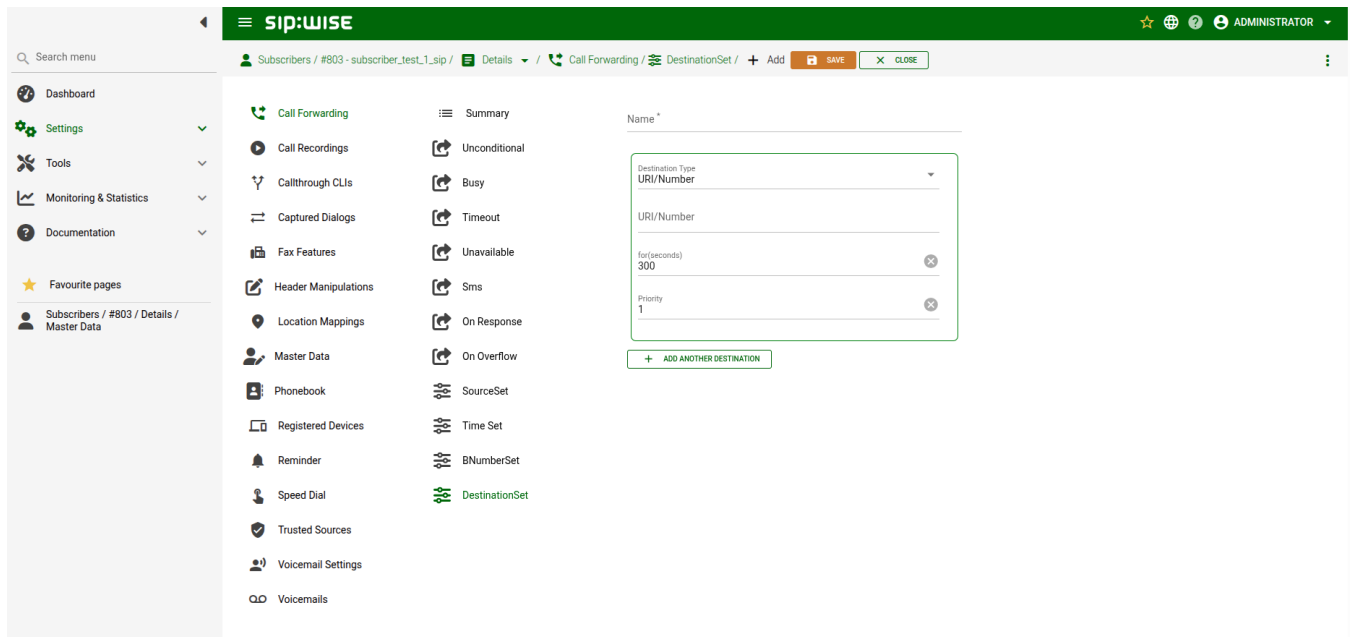 sip:wise
ADMINISTRATOR
Search menu
Subscribers / #803 - subscriber_test_1_sip / Details / Call Forwarding / DestinationSet / Add SAVE CLOSE
Dashboard
Settings
Tools
Monitoring & Statistics
Documentation
Favourite pages
Subscribers / #803 / Details /
Master Data
Call Forwarding
Call Recordings
Callthrough CLIs
Captured Dialogs
Fax Features
Header Manipulations
Location Mappings
Master Data
Phonebook
Registered Devices
Reminder
Speed Dial
Trusted Sources
Voicemail Settings
Voicemails
Summary
Unconditional
Busy
Timeout
Unavailable
Sms
On Response
On Overflow
SourceSet
Time Set
BNumberSet
DestinationSet
Name *
Destination Type
URI/Number
URI/Number
for(seconds)
300
Priority
1
ADD ANOTHER DESTINATION